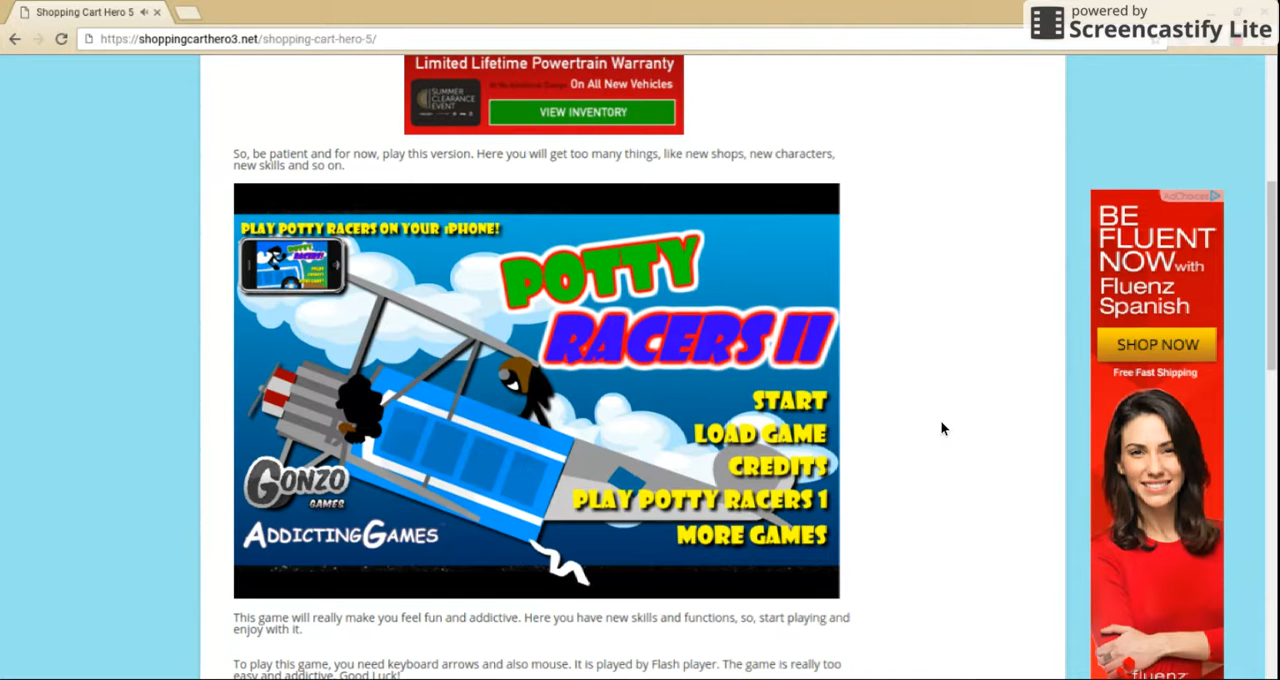 Shopping Cart Hero 5
powered by
Screencastify Lite
https://shoppingcarthero3.net/shopping-cart-hero-5/
Limited Lifetime Powertrain Warranty
On All New Vehicles
SUMMER
CLEARANCE
EVENT
VIEW INVENTORY
So, be patient and for now, play this version. Here you will get too many things, like new shops, new characters,
new skills and so on.
PLAY POTTY RACERS ON YOUR iPHONE!
POTTY
RACERS II
START
LOAD GAME
CREDITS
PLAY POTTY RACERS 1
MORE GAMES
GONZO
GAMES
ADDICTINGGAMES
This game will really make you feel fun and addictive. Here you have new skills and functions, so, start playing and
enjoy with it.
To play this game, you need keyboard arrows and also mouse. It is played by Flash player. The game is really too
easy and addictive. Good Luck!
AdChoices
BE
FLUENT
NOW with
Fluenz
Spanish
SHOP NOW
Free Fast Shipping
fluenz